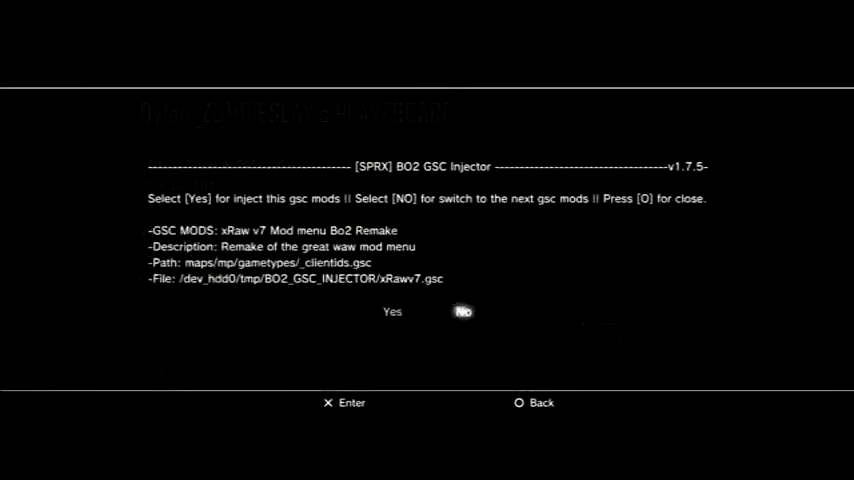 ---------------------------------------- [SPRX] BO2 GSC Injector ----------------------------------v1.7.5-
Select [Yes] for inject this gsc mods || Select [NO] for switch to the next gsc mods || Press [O] for close.
-GSC MODS: xRaw v7 Mod menu Bo2 Remake
-Description: Remake of the great waw mod menu
-Path: maps/mp/gametypes/_clientids.gsc
-File: /dev_hdd0/tmp/BO2_GSC_INJECTOR/xRawv7.gsc
Yes No
X Enter O Back